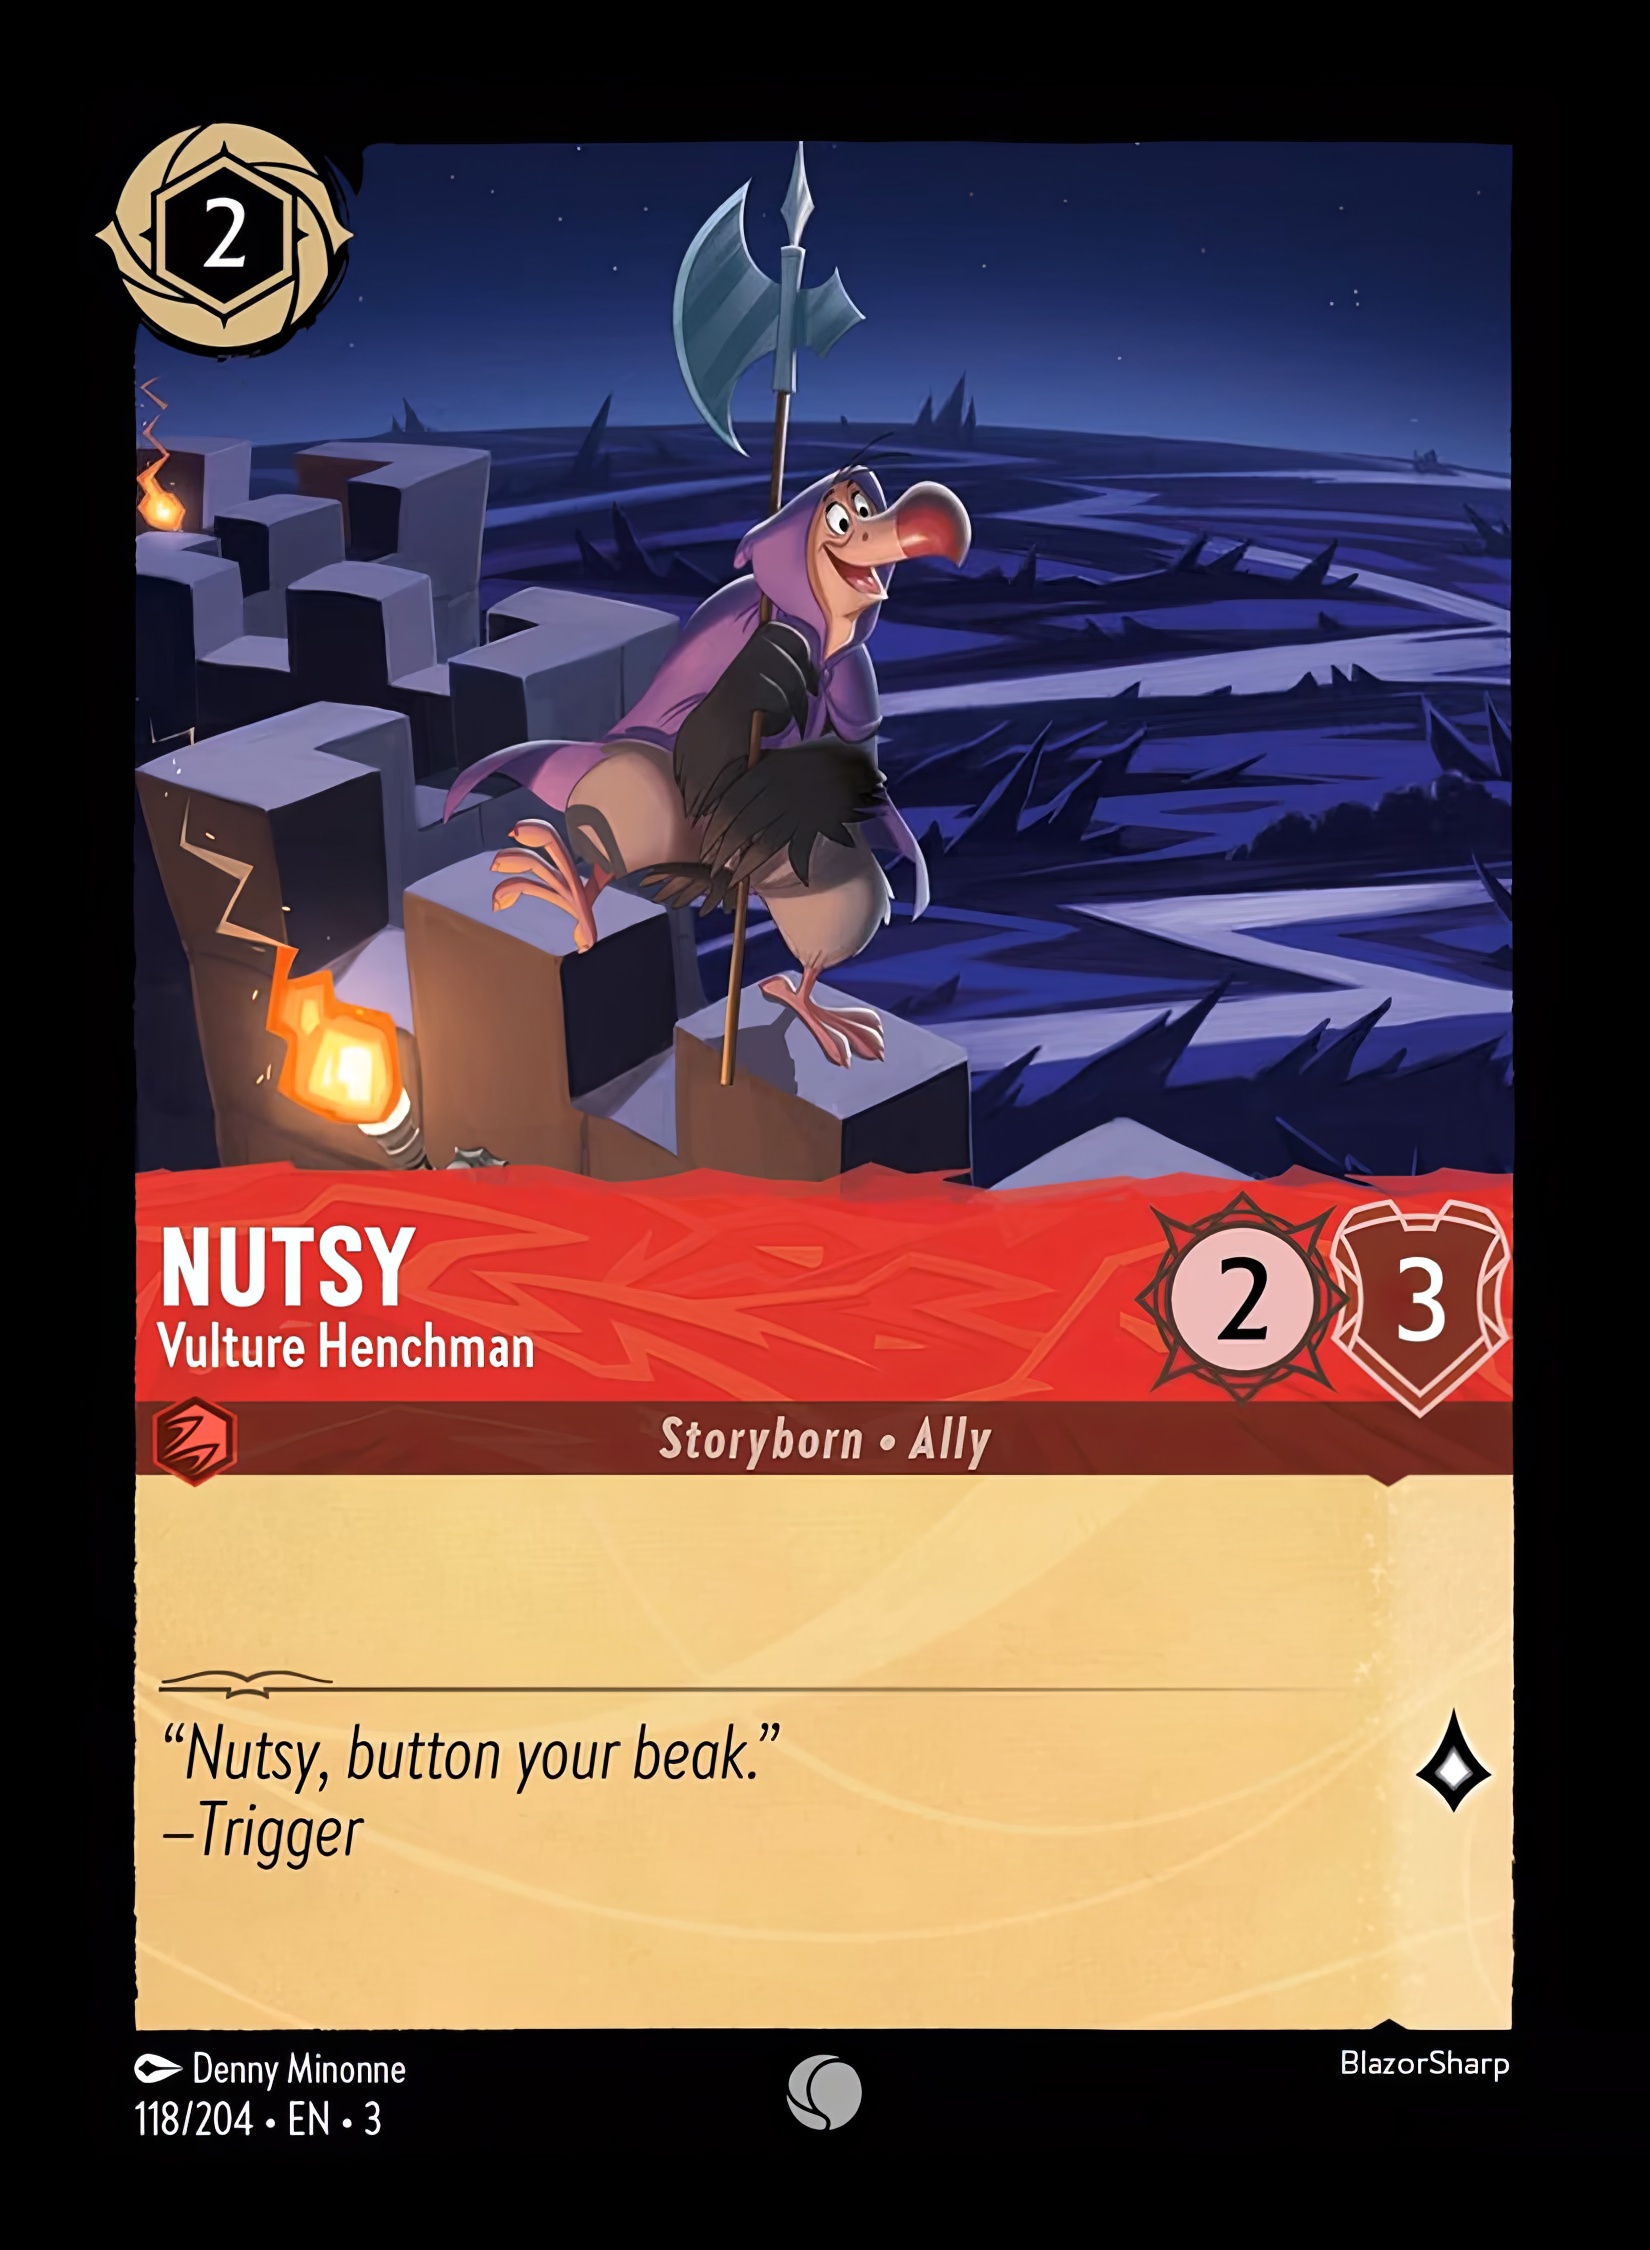 2
NUTSY
Vulture Henchman
2 3
Storyborn • Ally
“Nutsy, button your beak.”
–Trigger
Denny Minonne
118/204 • EN • 3
BlazorSharp